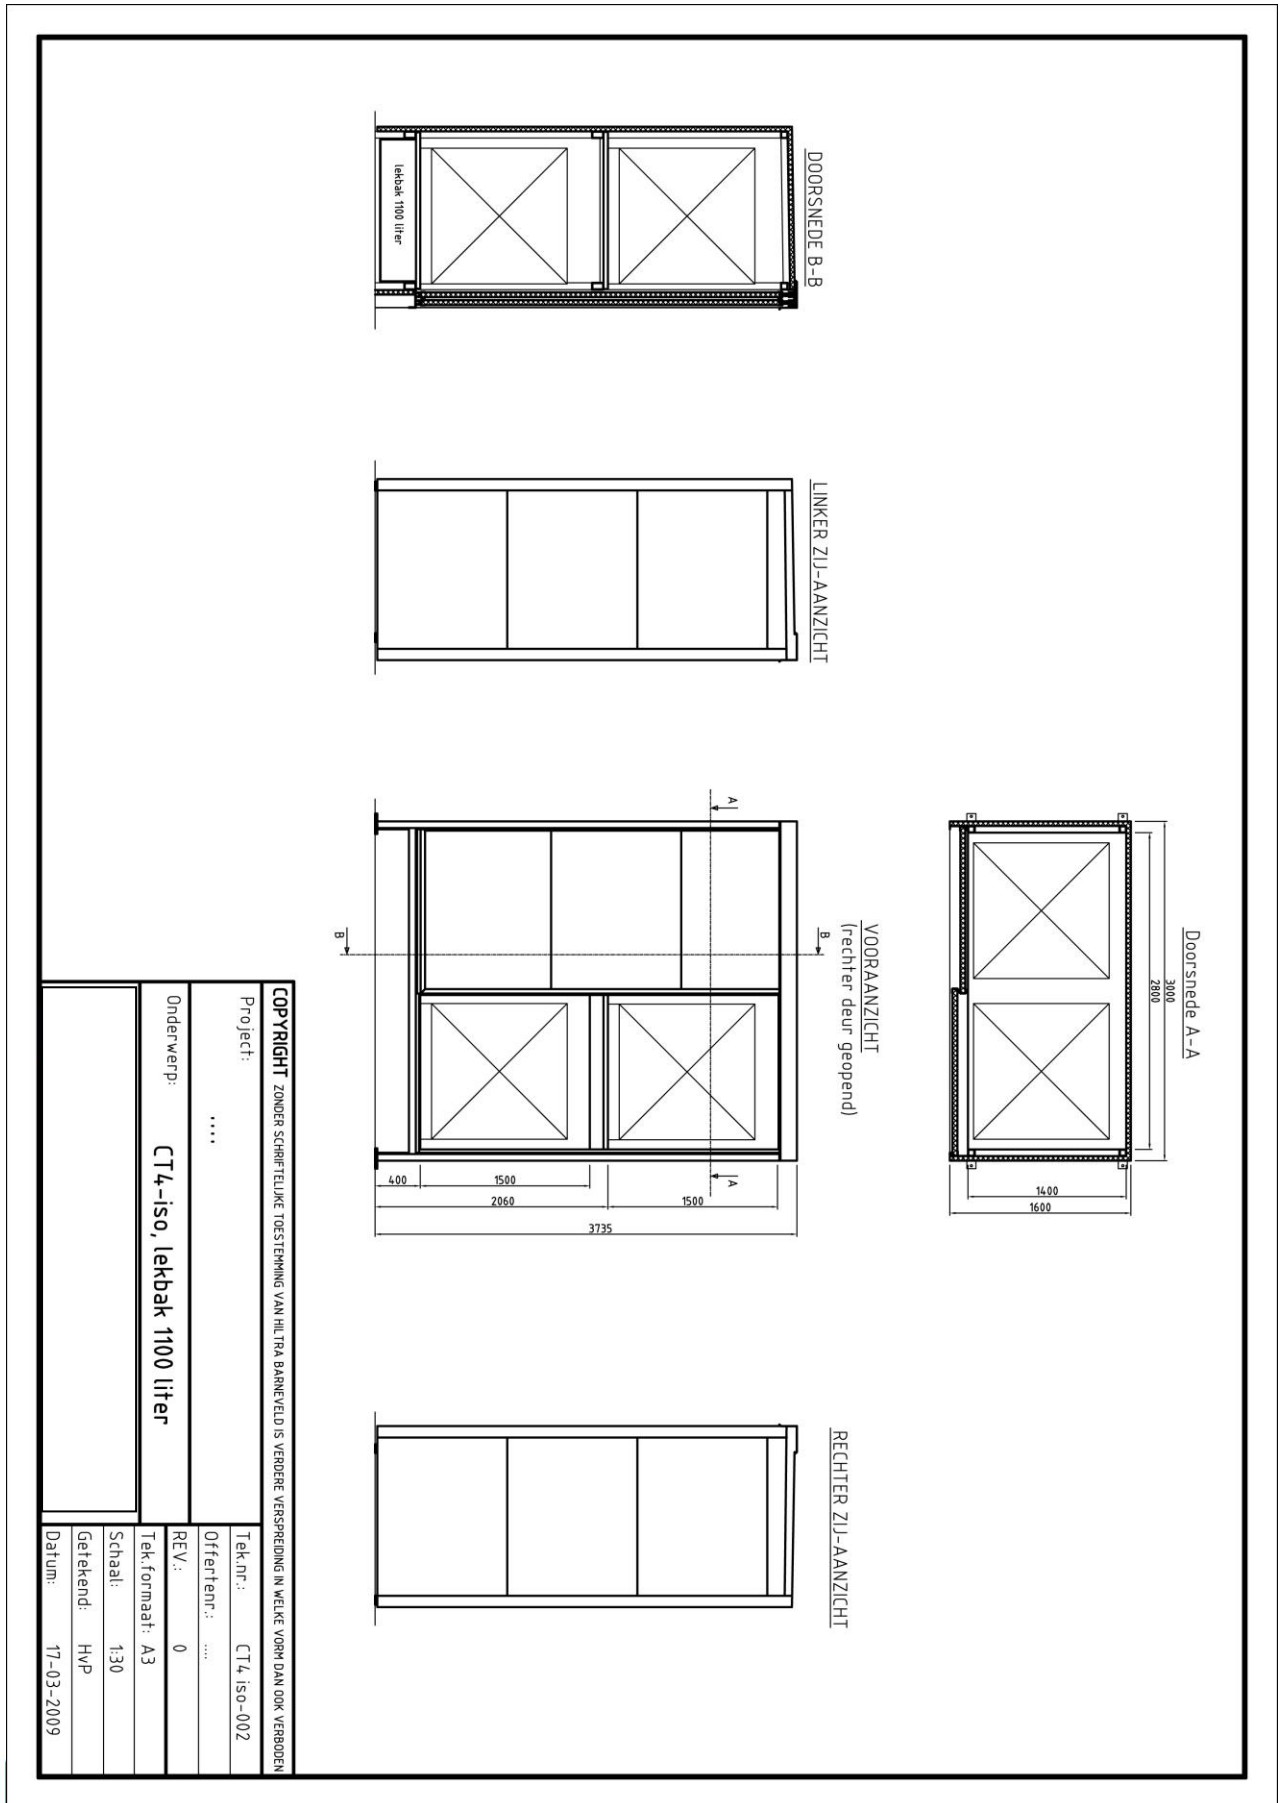 Doorsnede A-A
3000
2800
1400
1600
DOORSNEDE B-B
lekbak 1100 liter
LINKER ZIJ-AANZICHT
VOORAANZICHT
(rechter deur geopend)
A
A
B
B
400
1500
2060
1500
3735
RECHTER ZIJ-AANZICHT
COPYRIGHT ZONDER SCHRIFTELIJKE TOESTEMMING VAN HILTRA BARNEVELD IS VERDERE VERSPREIDING IN WELKE VORM DAN OOK VERBODEN
Project:
....
Onderwerp:
CT4-iso, lekbak 1100 liter
Tek.nr.: CT4 iso-002
Offertenr.: ....
REV.: 0
Tek.formaat: A3
Schaal: 1:30
Getekend: HvP
Datum: 17-03-2009